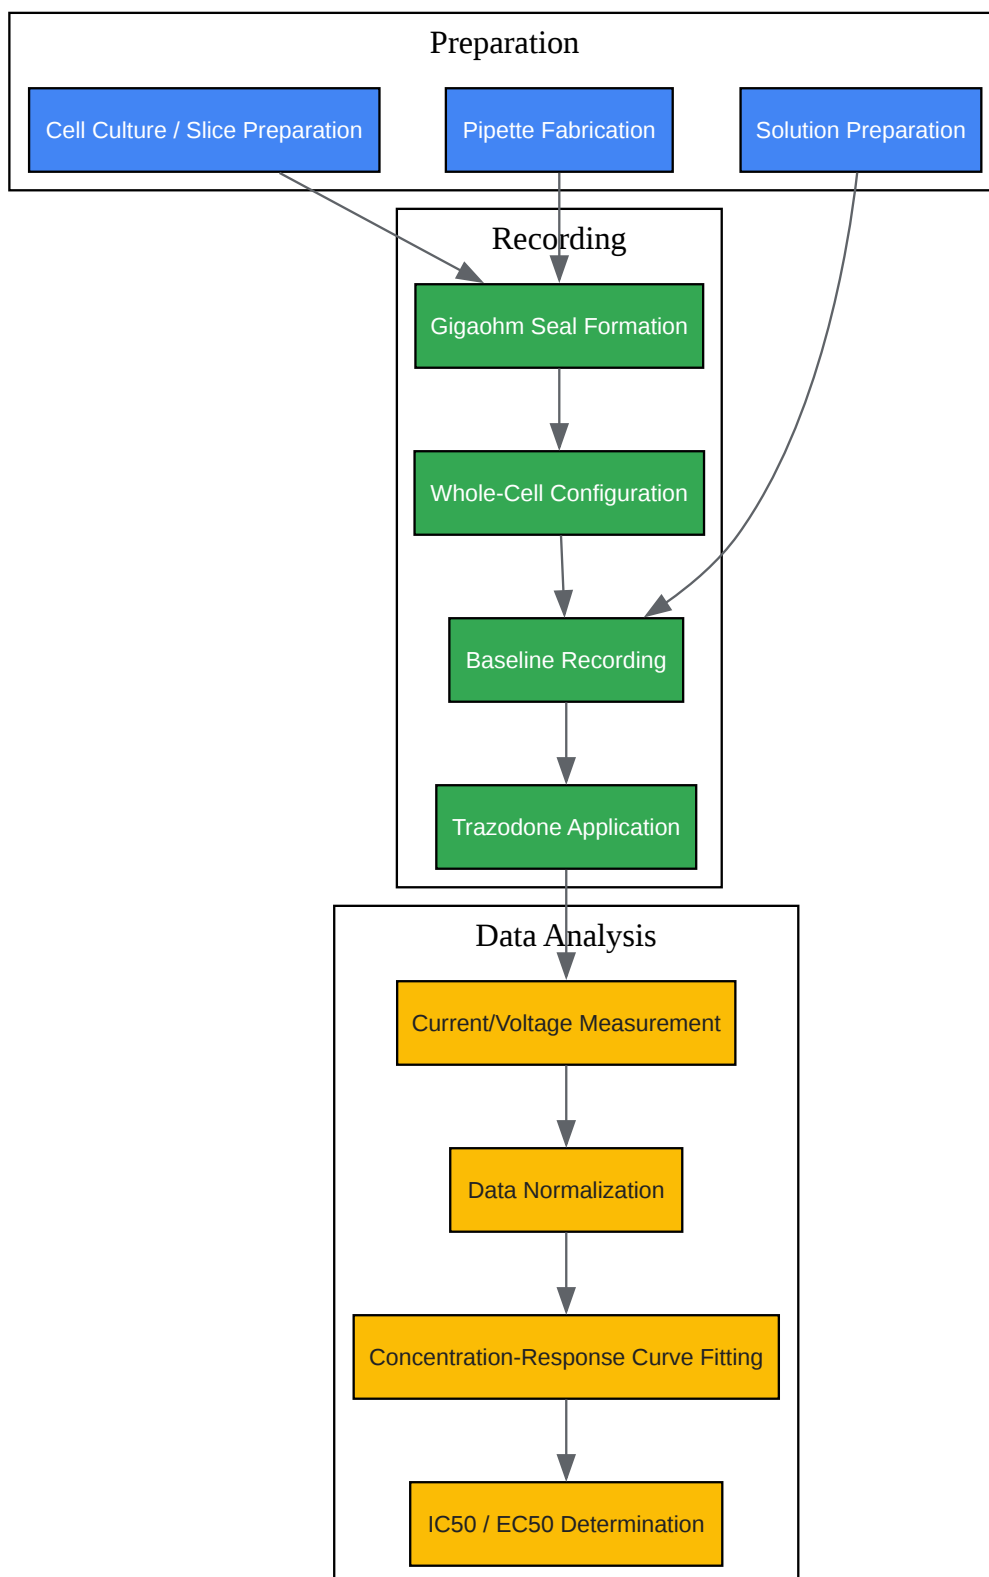 Preparation
Cell Culture / Slice Preparation
Pipette Fabrication
Solution Preparation
Recording
Gigaohm Seal Formation
Whole-Cell Configuration
Baseline Recording
Trazodone Application
Data Analysis
Current/Voltage Measurement
Data Normalization
Concentration-Response Curve Fitting
IC50 / EC50 Determination